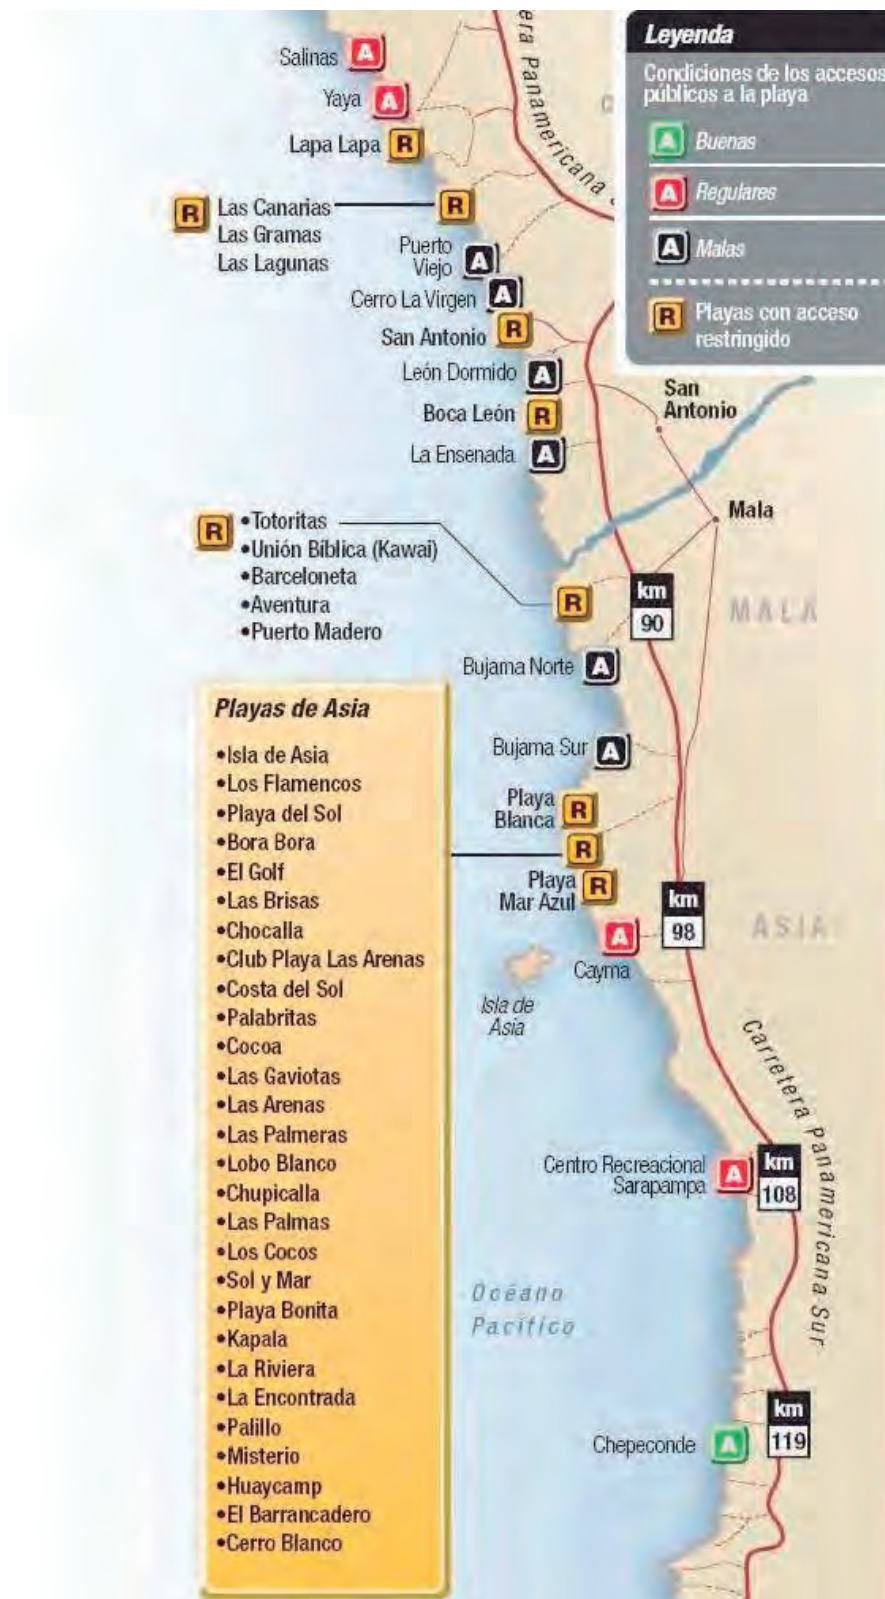 Leyenda
Condiciones de los accesos
públicos a la playa
A Buenas
A Regulares
A Malas
R Playas con acceso
restringido
era Panamericana
Salinas A
Yaya A
Lapa Lapa R
R Las Canarias R
Las Gramas
Las Lagunas
Puerto
Viejo A
Cerro La Virgen A
San Antonio R
León Dormido A
Boca León R
La Ensenada A
San
Antonio
Mala
R •Totoritas
•Unión Bíblica (Kawai)
•Barceloneta
•Aventura
•Puerto Madero
R
km
90
MALA
Bujama Norte A
Bujama Sur A
Playa
Blanca R
R
Playa
Mar Azul R
km
98
ASIA
A
Cayma
Isla de
Asia
Playas de Asia
•Isla de Asia
•Los Flamencos
•Playa del Sol
•Bora Bora
•El Golf
•Las Brisas
•Chocalla
•Club Playa Las Arenas
•Costa del Sol
•Palabritas
•Cocoa
•Las Gaviotas
•Las Arenas
•Las Palmeras
•Lobo Blanco
•Chupicalla
•Las Palmas
•Los Cocos
•Sol y Mar
•Playa Bonita
•Kapala
•La Riviera
•La Encontrada
•Palillo
•Misterio
•Huaycamp
•El Barrancadero
•Cerro Blanco
Carretera Panamericana Sur
Centro Recreacional
Sarapampa A
km
108
Océano
Pacífico
Chepeconde A
km
119